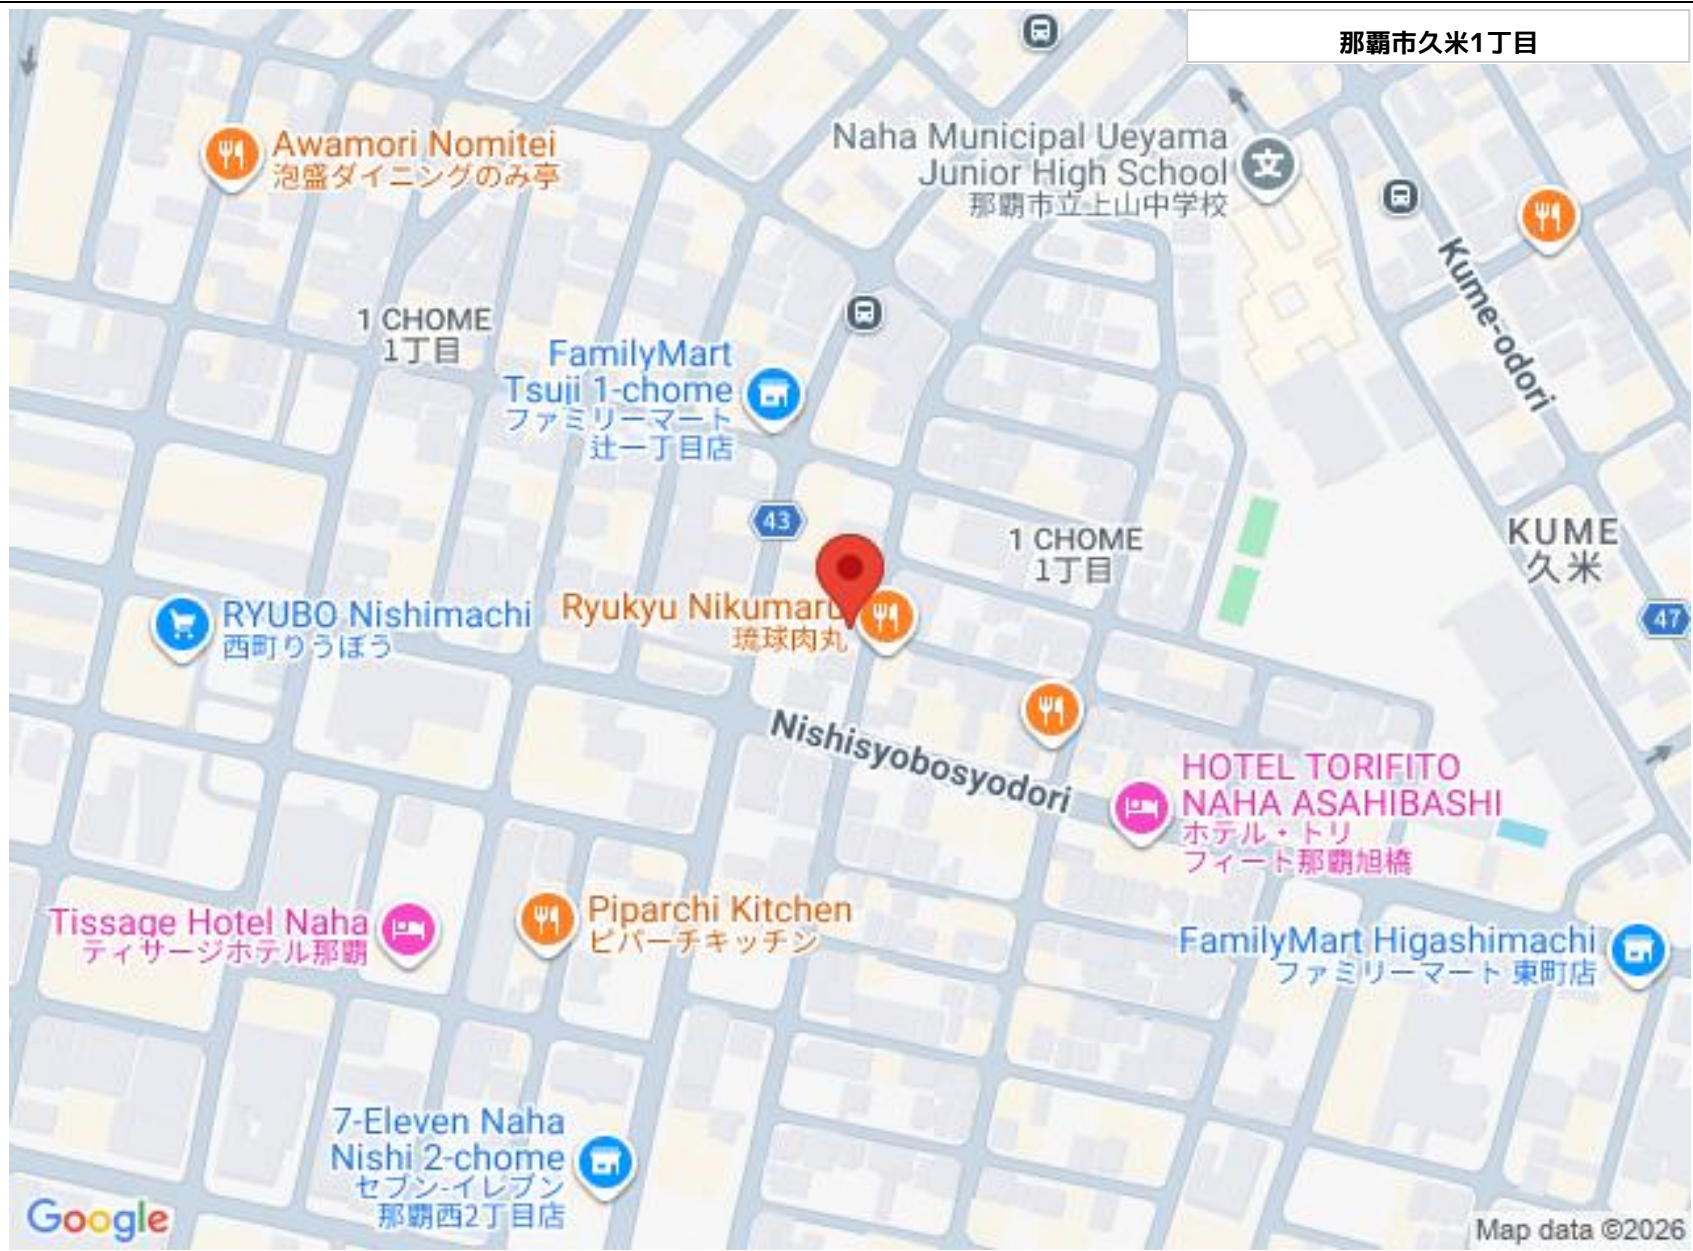 那覇市久米1丁目
Awamori Nomitei
泡盛ダイニングのみ亭
Naha Municipal Ueyama
Junior High School
那覇市立上山中学校
Kume-odori
1 CHOME
1丁目
FamilyMart
Tsuji 1-chome
ファミリーマート
辻一丁目店
43
1 CHOME
1丁目
KUME
久米
47
RYUBO Nishimachi
西町りうぼう
Ryukyu Nikumaru
琉球肉丸
Nishisyobosyodori
HOTEL TORIFITO
NAHA ASAHIBASHI
ホテル・トリ
フィート那覇旭橋
Tissage Hotel Naha
ティサージホテル那覇
Piparchi Kitchen
ピパーチキッチン
FamilyMart Higashimachi
ファミリーマート 東町店
7-Eleven Naha
Nishi 2-chome
セブン-イレブン
那覇西2丁目店
Google
Map data ©2026